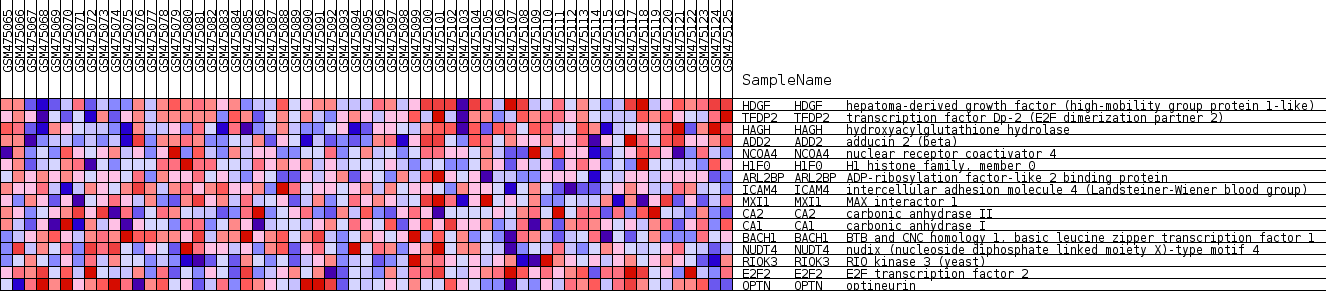 GSM475065 GSM475066 GSM475067 GSM475068 GSM475069 GSM475070 GSM475071 GSM475072 GSM475073 GSM475074 GSM475075 GSM475076 GSM475077 GSM475078 GSM475079 GSM475080 GSM475081 GSM475082 GSM475083 GSM475084 GSM475085 GSM475086 GSM475087 GSM475088 GSM475089 GSM475090 GSM475091 GSM475092 GSM475093 GSM475094 GSM475095 GSM475096 GSM475097 GSM475098 GSM475099 GSM475100 GSM475101 GSM475102 GSM475103 GSM475104 GSM475105 GSM475106 GSM475107 GSM475108 GSM475109 GSM475110 GSM475111 GSM475112 GSM475113 GSM475114 GSM475115 GSM475116 GSM475117 GSM475118 GSM475119 GSM475120 GSM475121 GSM475122 GSM475123 GSM475124 GSM475125
SampleName
HDGF HDGF hepatoma-derived growth factor (high-mobility group protein 1-like)
TFDP2 TFDP2 transcription factor Dp-2 (E2F dimerization partner 2)
HAGH HAGH hydroxyacylglutathione hydrolase
ADD2 ADD2 adducin 2 (beta)
NCOA4 NCOA4 nuclear receptor coactivator 4
H1F0 H1F0 H1 histone family, member 0
ARL2BP ARL2BP ADP-ribosylation factor-like 2 binding protein
ICAM4 ICAM4 intercellular adhesion molecule 4 (Landsteiner-Wiener blood group)
MXI1 MXI1 MAX interactor 1
CA2 CA2 carbonic anhydrase II
CA1 CA1 carbonic anhydrase I
BACH1 BACH1 BTB and CNC homology 1, basic leucine zipper transcription factor 1
NUDT4 NUDT4 nudix (nucleoside diphosphate linked moiety X)-type motif 4
RIOK3 RIOK3 RIO kinase 3 (yeast)
E2F2 E2F2 E2F transcription factor 2
OPTN OPTN optineurin